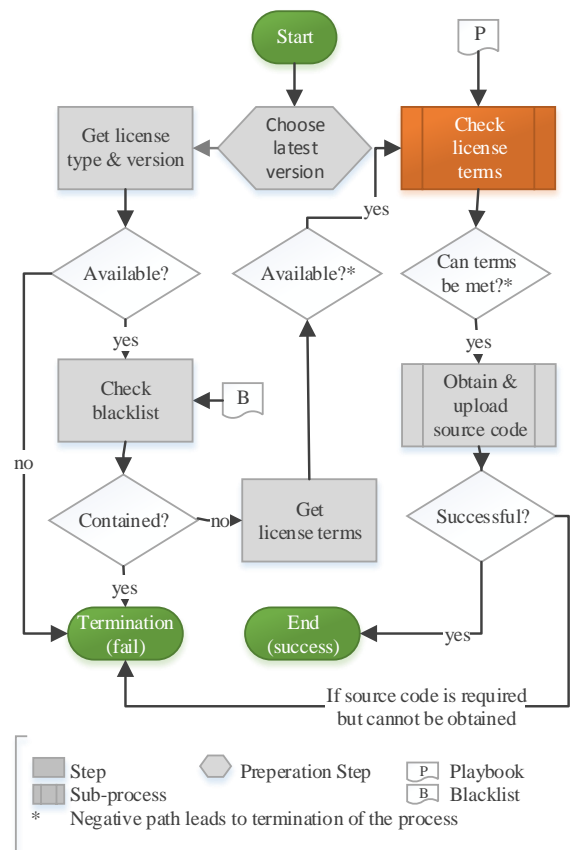 Start
P
Get license
type & version
Choose
latest
version
Check
license
terms
yes
Available?
Available?*
Can terms
be met?*
yes
yes
Check
blacklist
B
Obtain &
upload
source code
no
Contained?
no
Get
license terms
Successful?
yes
Termination
(fail)
End
(success)
yes
If source code is required
but cannot be obtained
Step
Preperation Step
P
Playbook
Sub-process
B
Blacklist
* Negative path leads to termination of the process